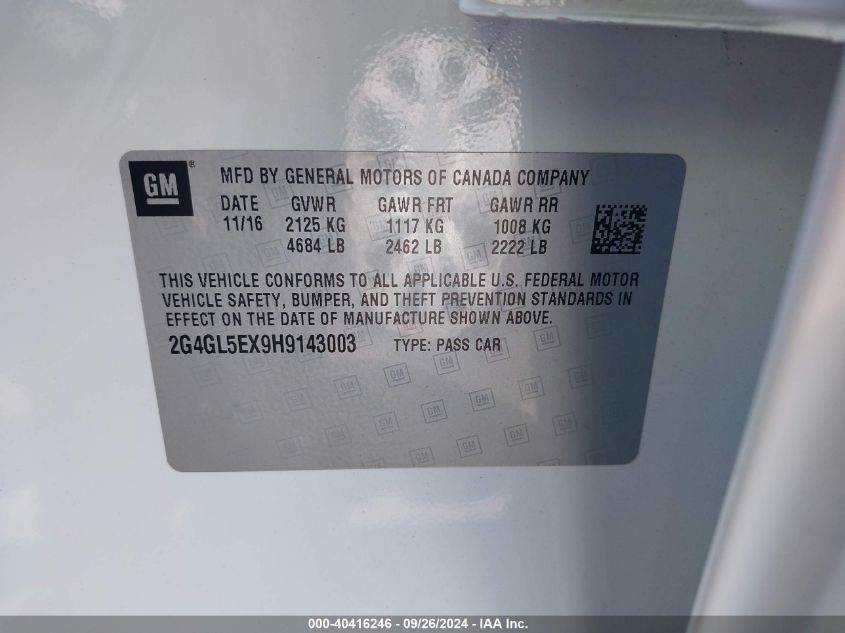 GM
®
MFD BY GENERAL MOTORS OF CANADA COMPANY
DATE GVWR GAWR FRT GAWR RR
11/16 2125 KG 1117 KG 1008 KG
4684 LB 2462 LB 2222 LB
THIS VEHICLE CONFORMS TO ALL APPLICABLE U.S. FEDERAL MOTOR
VEHICLE SAFETY, BUMPER, AND THEFT PREVENTION STANDARDS IN
EFFECT ON THE DATE OF MANUFACTURE SHOWN ABOVE.
2G4GL5EX9H9143003 TYPE: PASS CAR
000-40416246 - 09/26/2024 - IAA Inc.